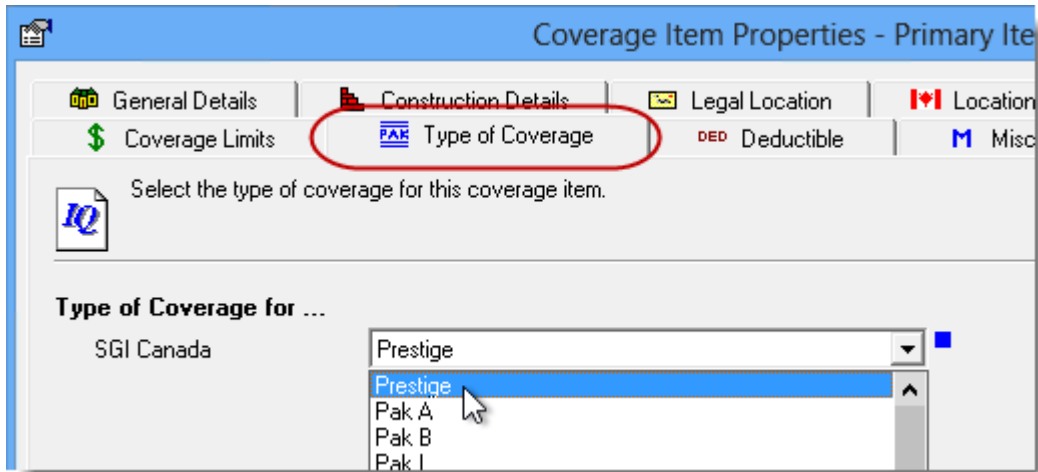 Coverage Item Properties - Primary Ite
General Details Construction Details Legal Location Location
$ Coverage Limits PAK Type of Coverage DED Deductible M Misc
IQ Select the type of coverage for this coverage item.
Type of Coverage for ...
SGI Canada Prestige
Prestige
Pak A
Pak B
Pak I